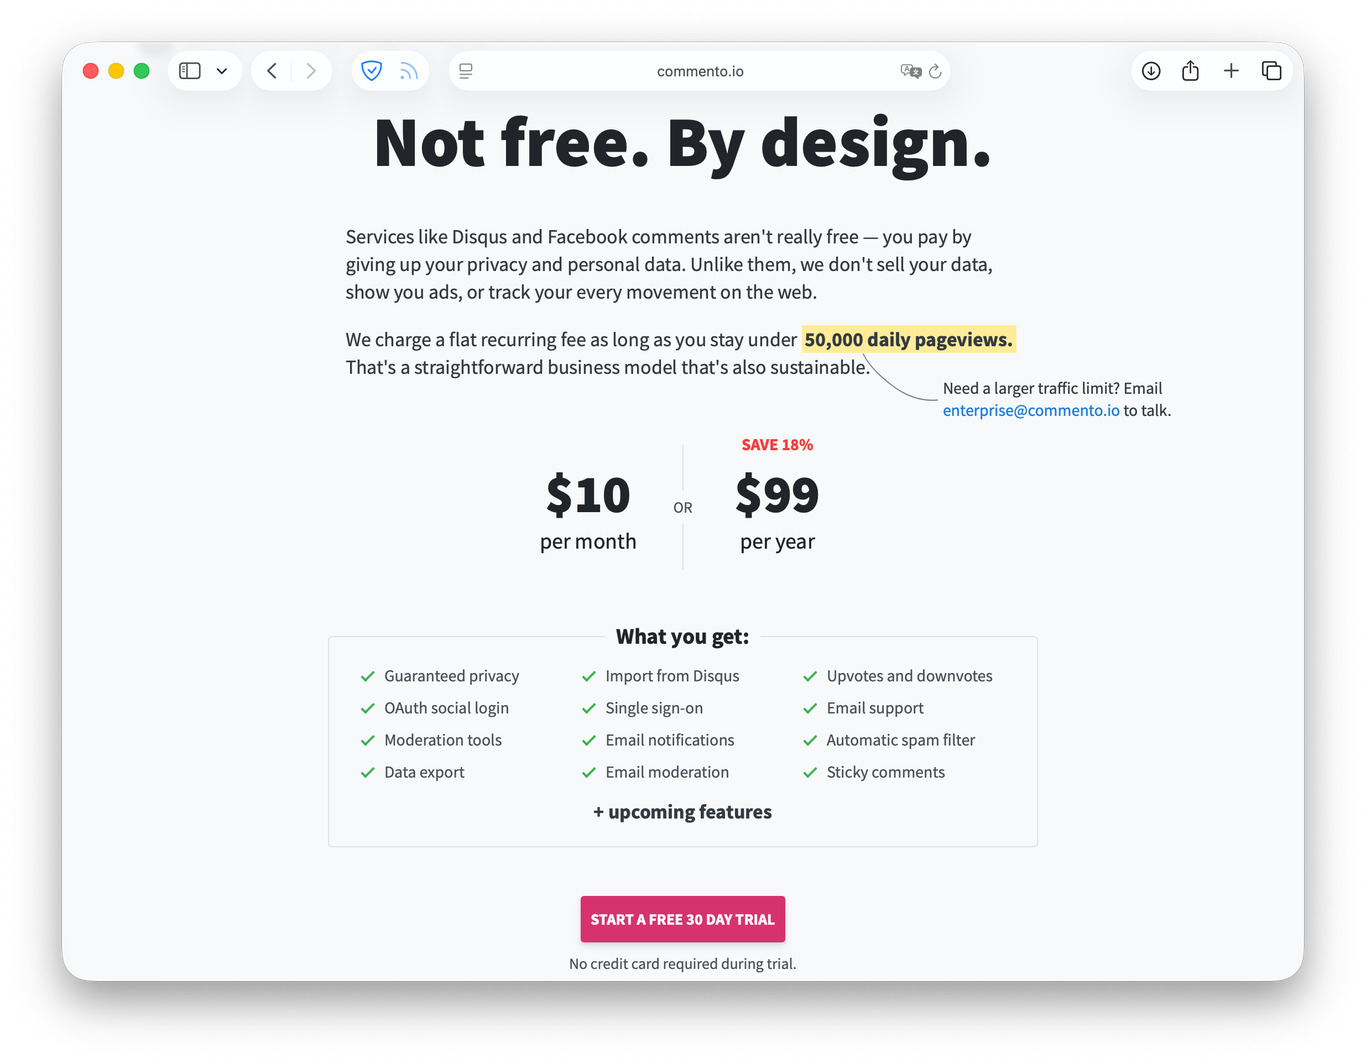 commento.io
Not free. By design.
Services like Disqus and Facebook comments aren't really free — you pay by
giving up your privacy and personal data. Unlike them, we don't sell your data,
show you ads, or track your every movement on the web.
We charge a flat recurring fee as long as you stay under 50,000 daily pageviews.
That's a straightforward business model that's also sustainable.
Need a larger traffic limit? Email
enterprise@commento.io to talk.
$10
per month
OR
SAVE 18%
$99
per year
What you get:
Guaranteed privacy
Import from Disqus
Upvotes and downvotes
OAuth social login
Single sign-on
Email support
Moderation tools
Email notifications
Automatic spam filter
Data export
Email moderation
Sticky comments
+ upcoming features
START A FREE 30 DAY TRIAL
No credit card required during trial.